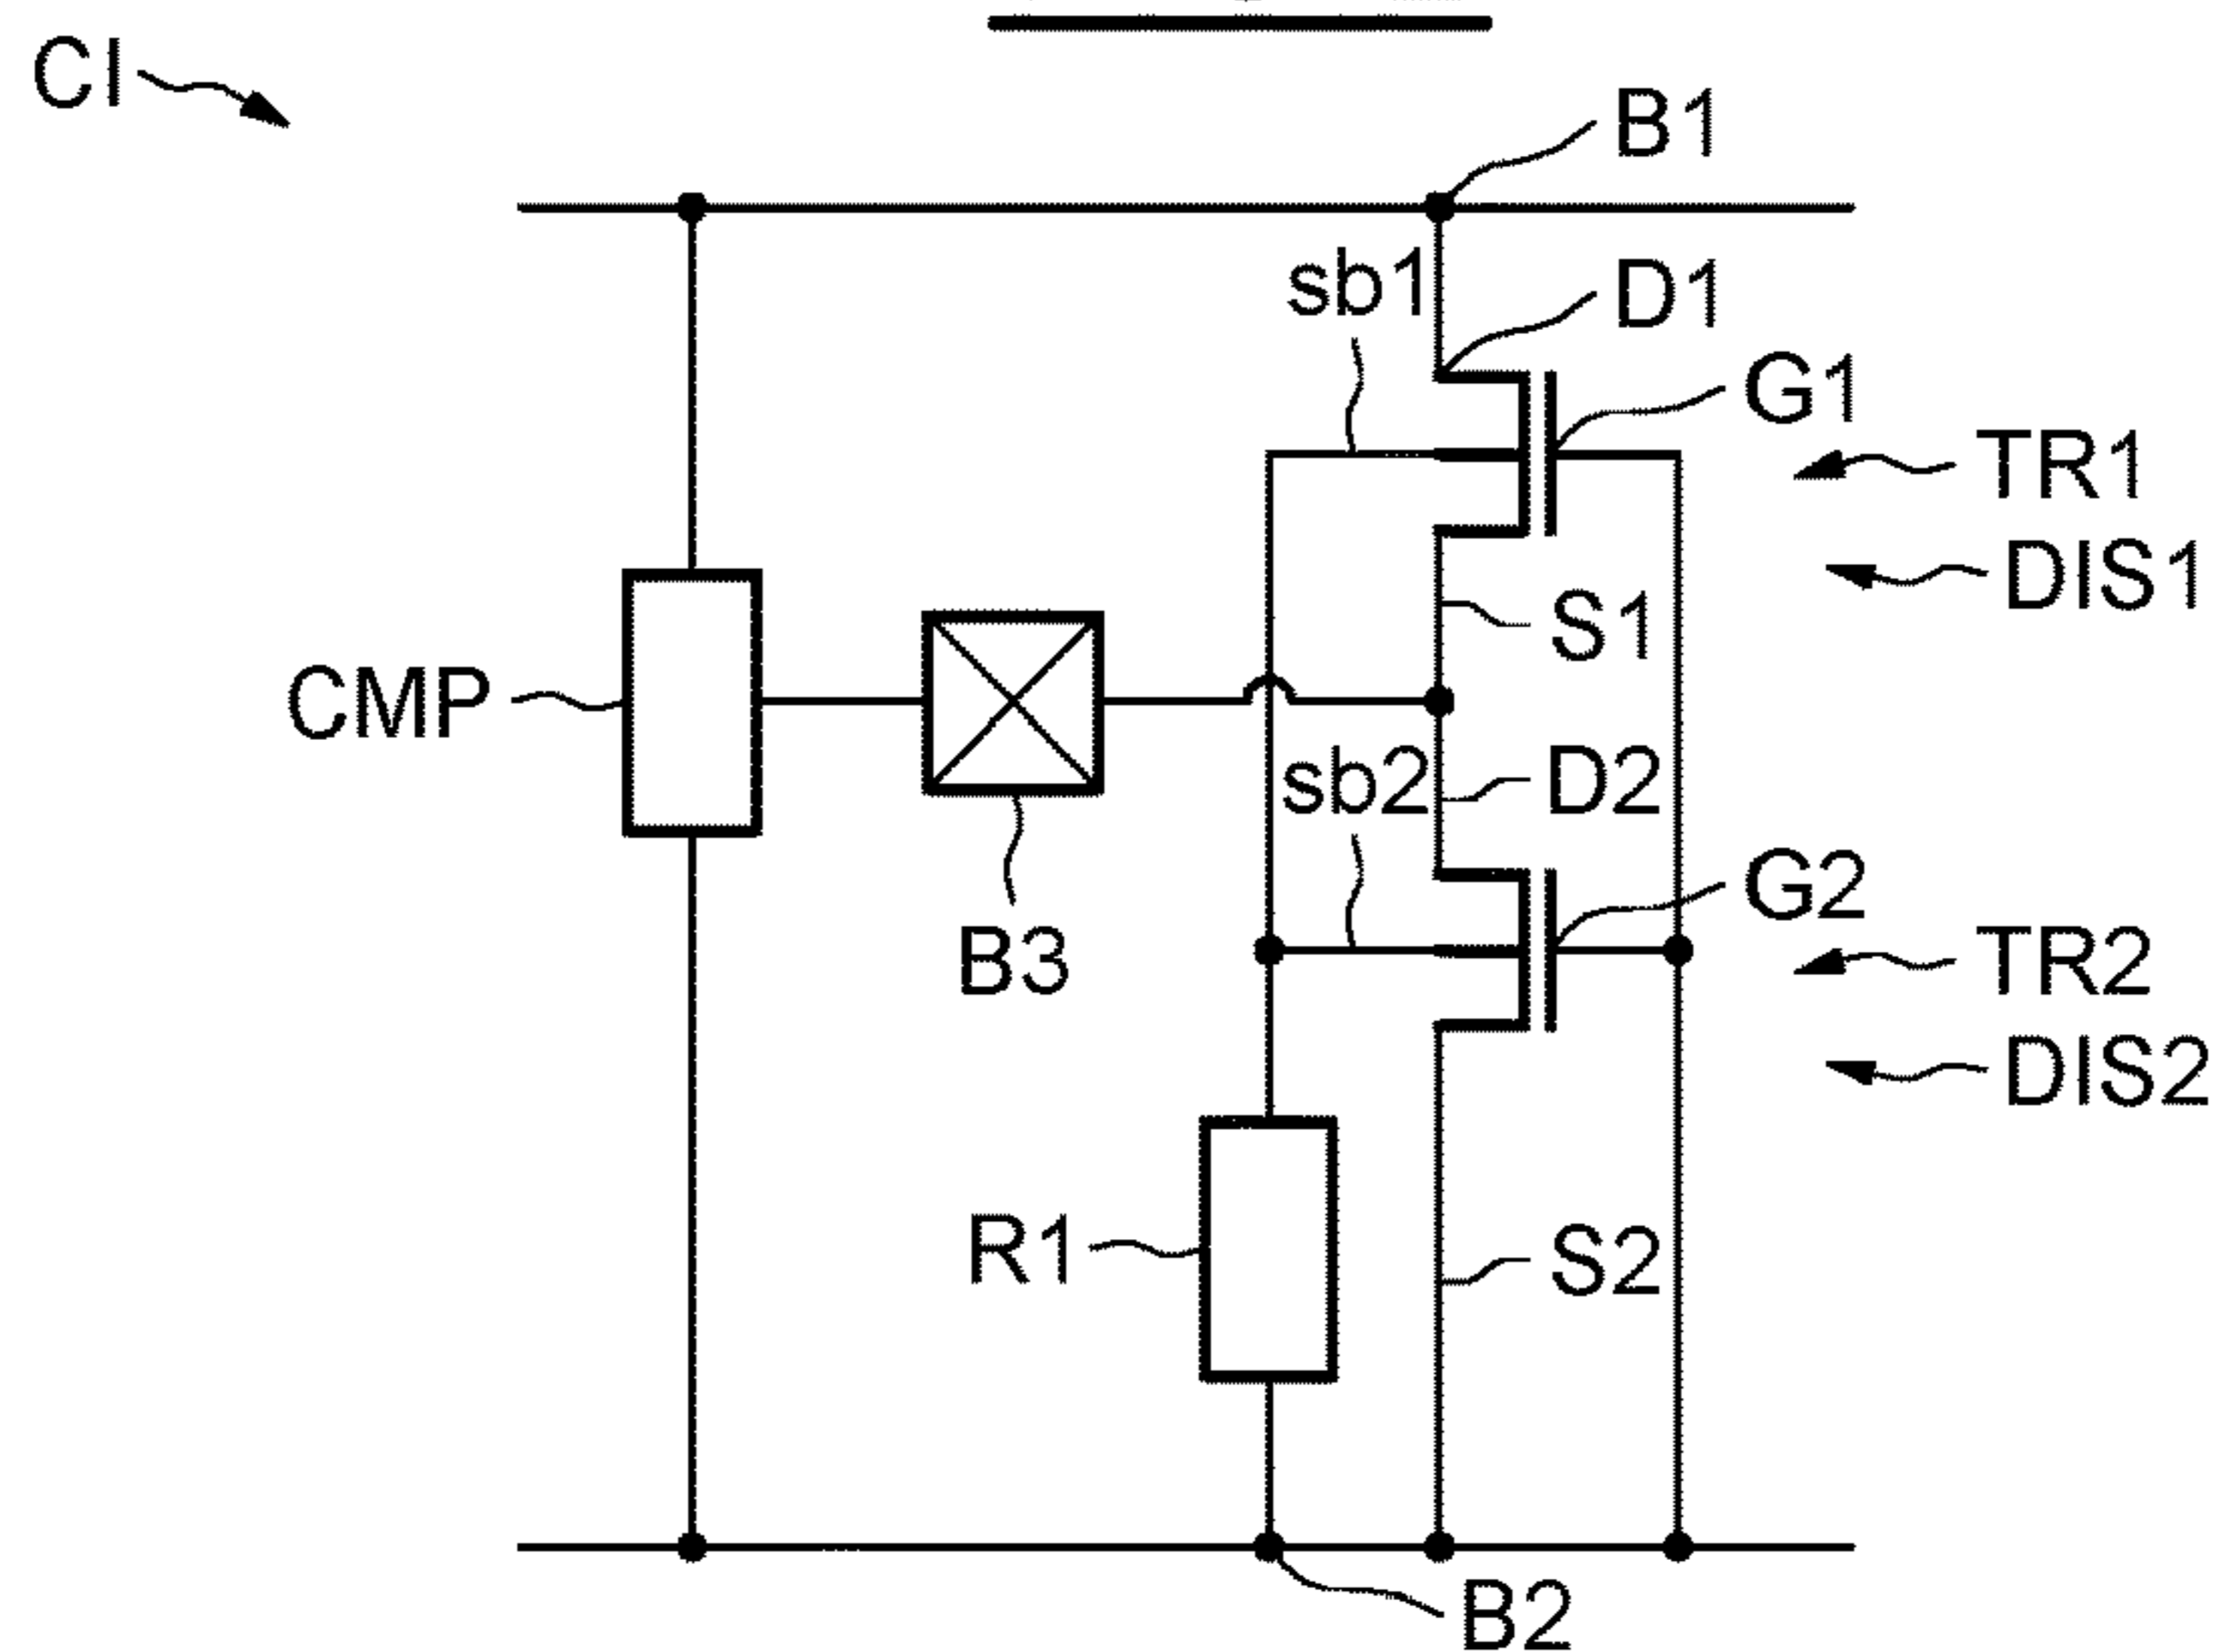 CI
B1
sb1
D1
G1
TR1
DIS1
S1
CMP
sb2
D2
G2
B3
TR2
DIS2
R1
S2
B2